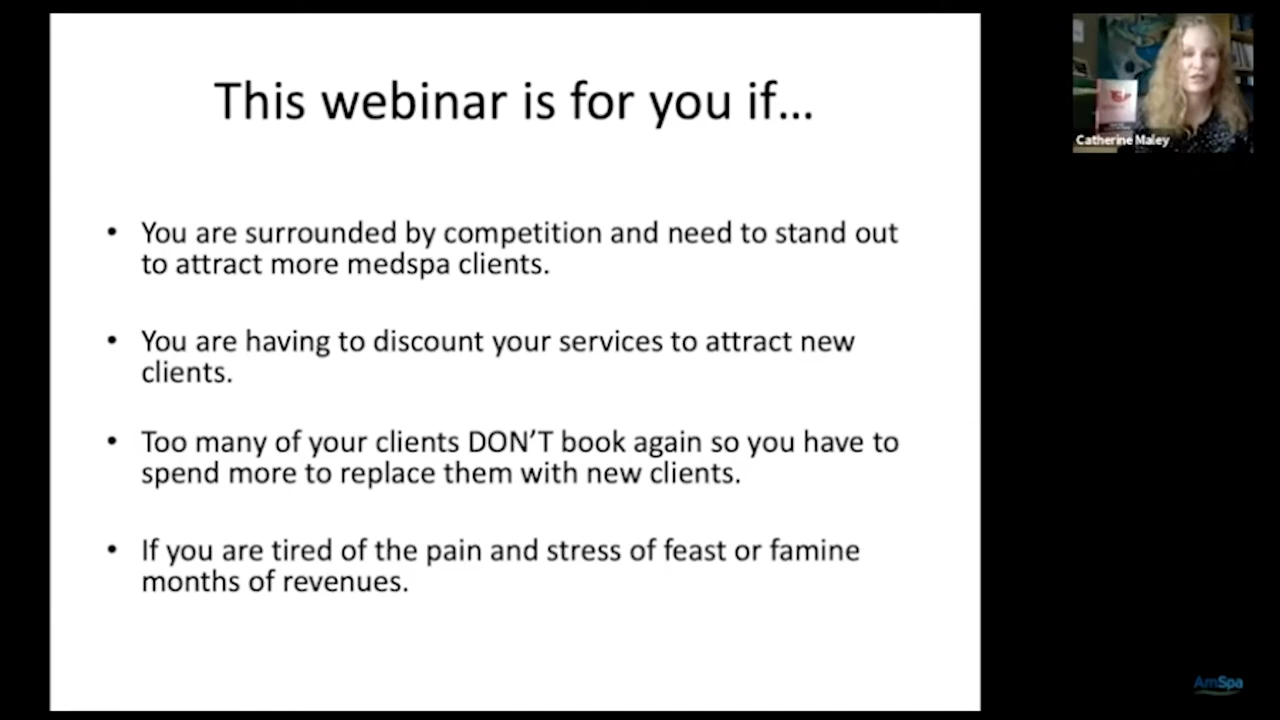 This webinar is for you if...
• You are surrounded by competition and need to stand out
to attract more medspa clients.
• You are having to discount your services to attract new
clients.
• Too many of your clients DON'T book again so you have to
spend more to replace them with new clients.
• If you are tired of the pain and stress of feast or famine
months of revenues.
Catherine Maley
AmSpa